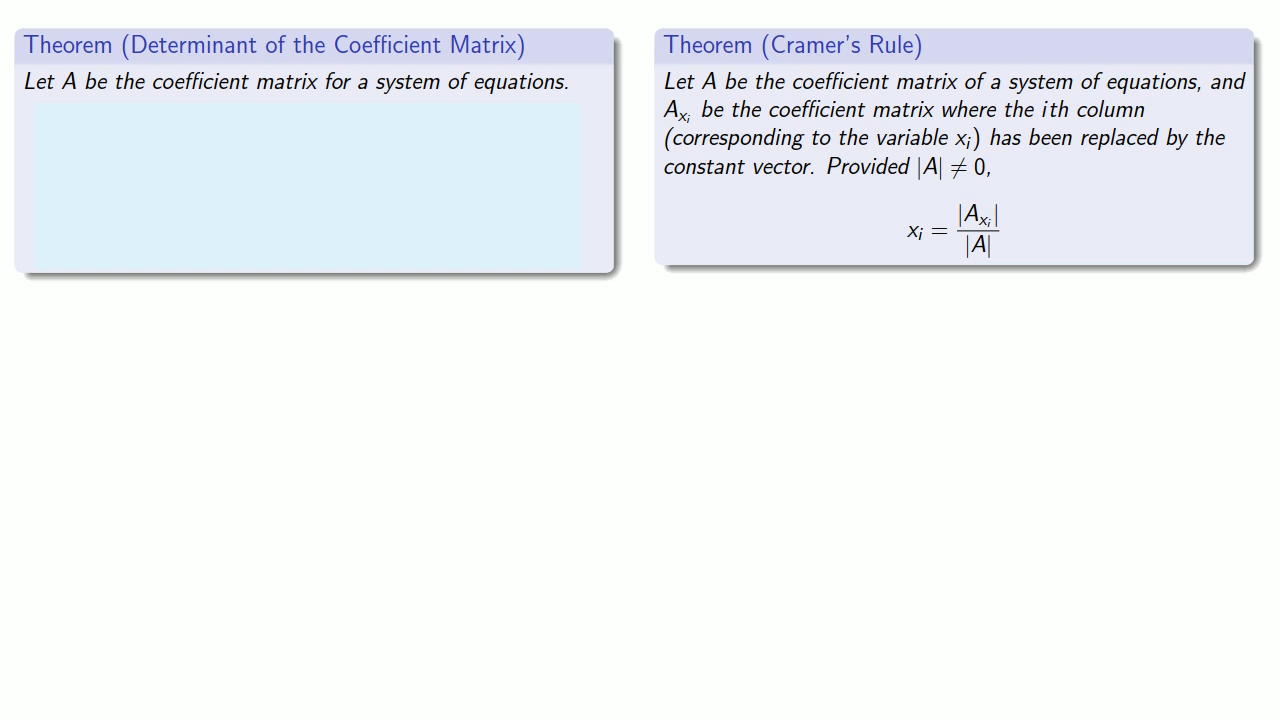 Theorem (Determinant of the Coefficient Matrix)
Let A be the coefficient matrix for a system of equations.
Theorem (Cramer's Rule)
Let A be the coefficient matrix of a system of equations, and
$A_{x_i}$ be the coefficient matrix where the ith column
(corresponding to the variable $x_i$) has been replaced by the
constant vector. Provided $|A| \neq 0$,
$x_i = \frac{|A_{x_i}|}{|A|}$